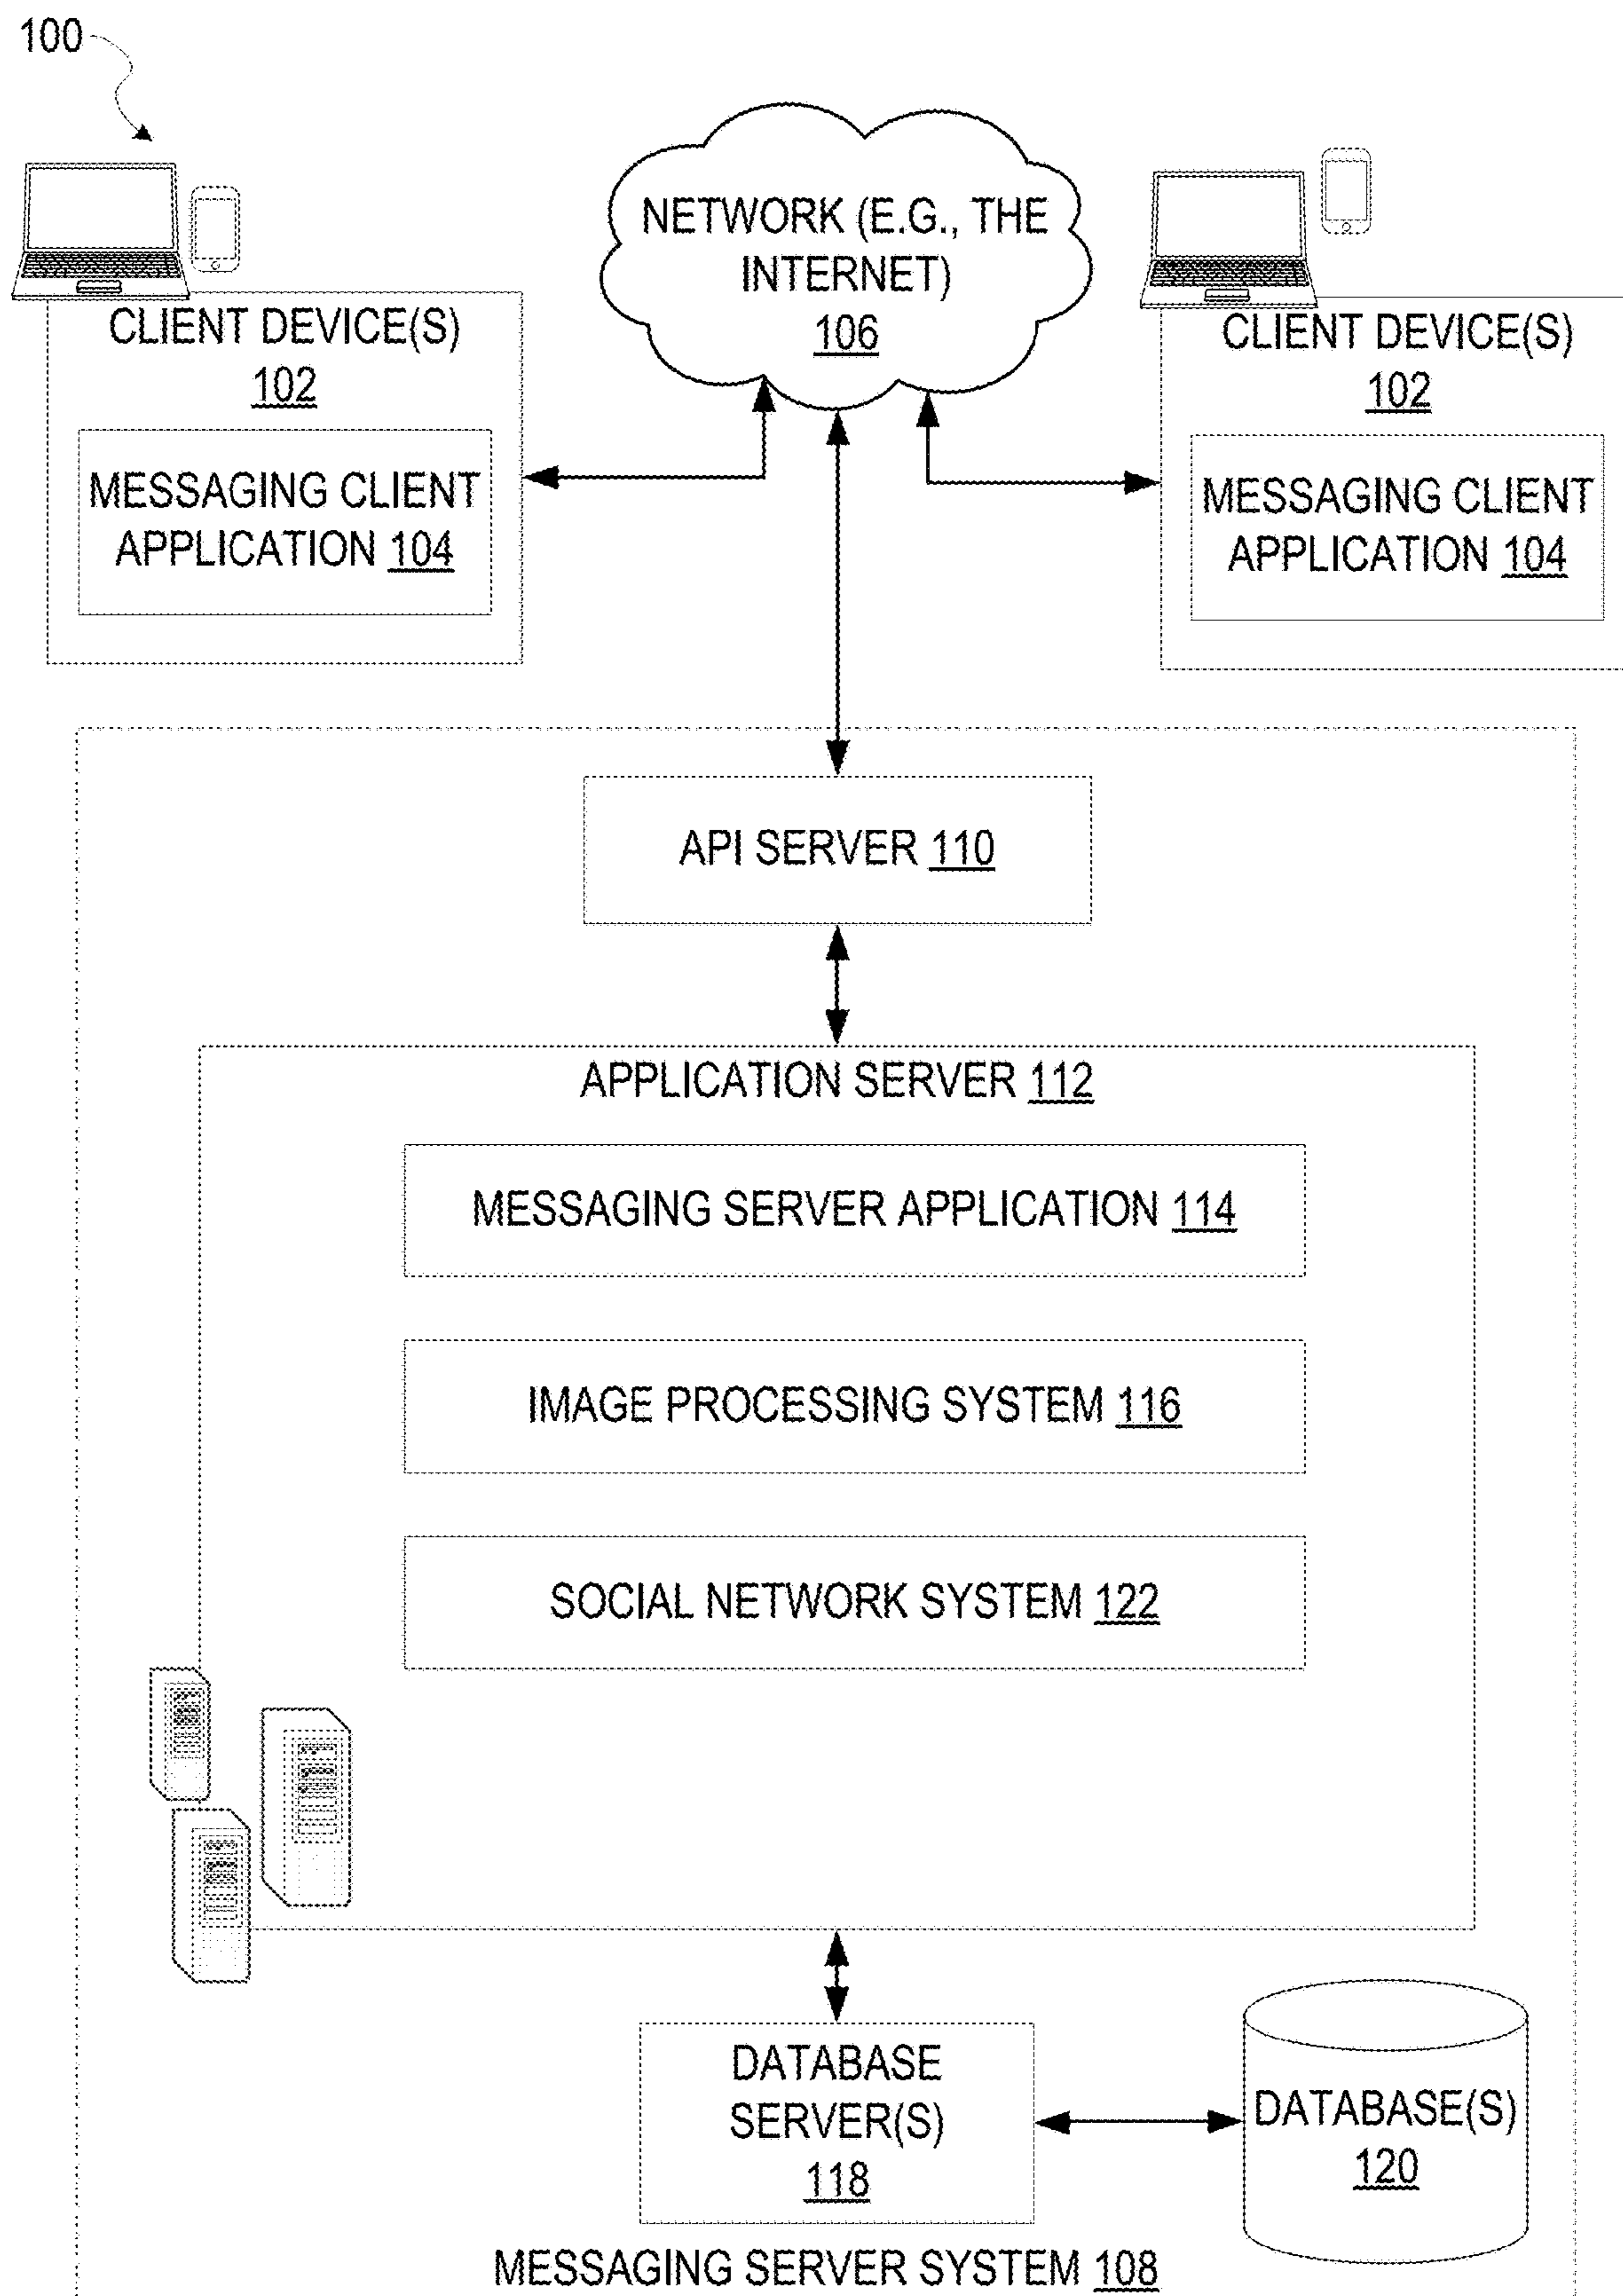 100
NETWORK (E.G., THE
INTERNET)
106
CLIENT DEVICE(S)
102
MESSAGING CLIENT
APPLICATION 104
CLIENT DEVICE(S)
102
MESSAGING CLIENT
APPLICATION 104
API SERVER 110
APPLICATION SERVER 112
MESSAGING SERVER APPLICATION 114
IMAGE PROCESSING SYSTEM 116
SOCIAL NETWORK SYSTEM 122
DATABASE
SERVER(S)
118
DATABASE(S)
120
MESSAGING SERVER SYSTEM 108